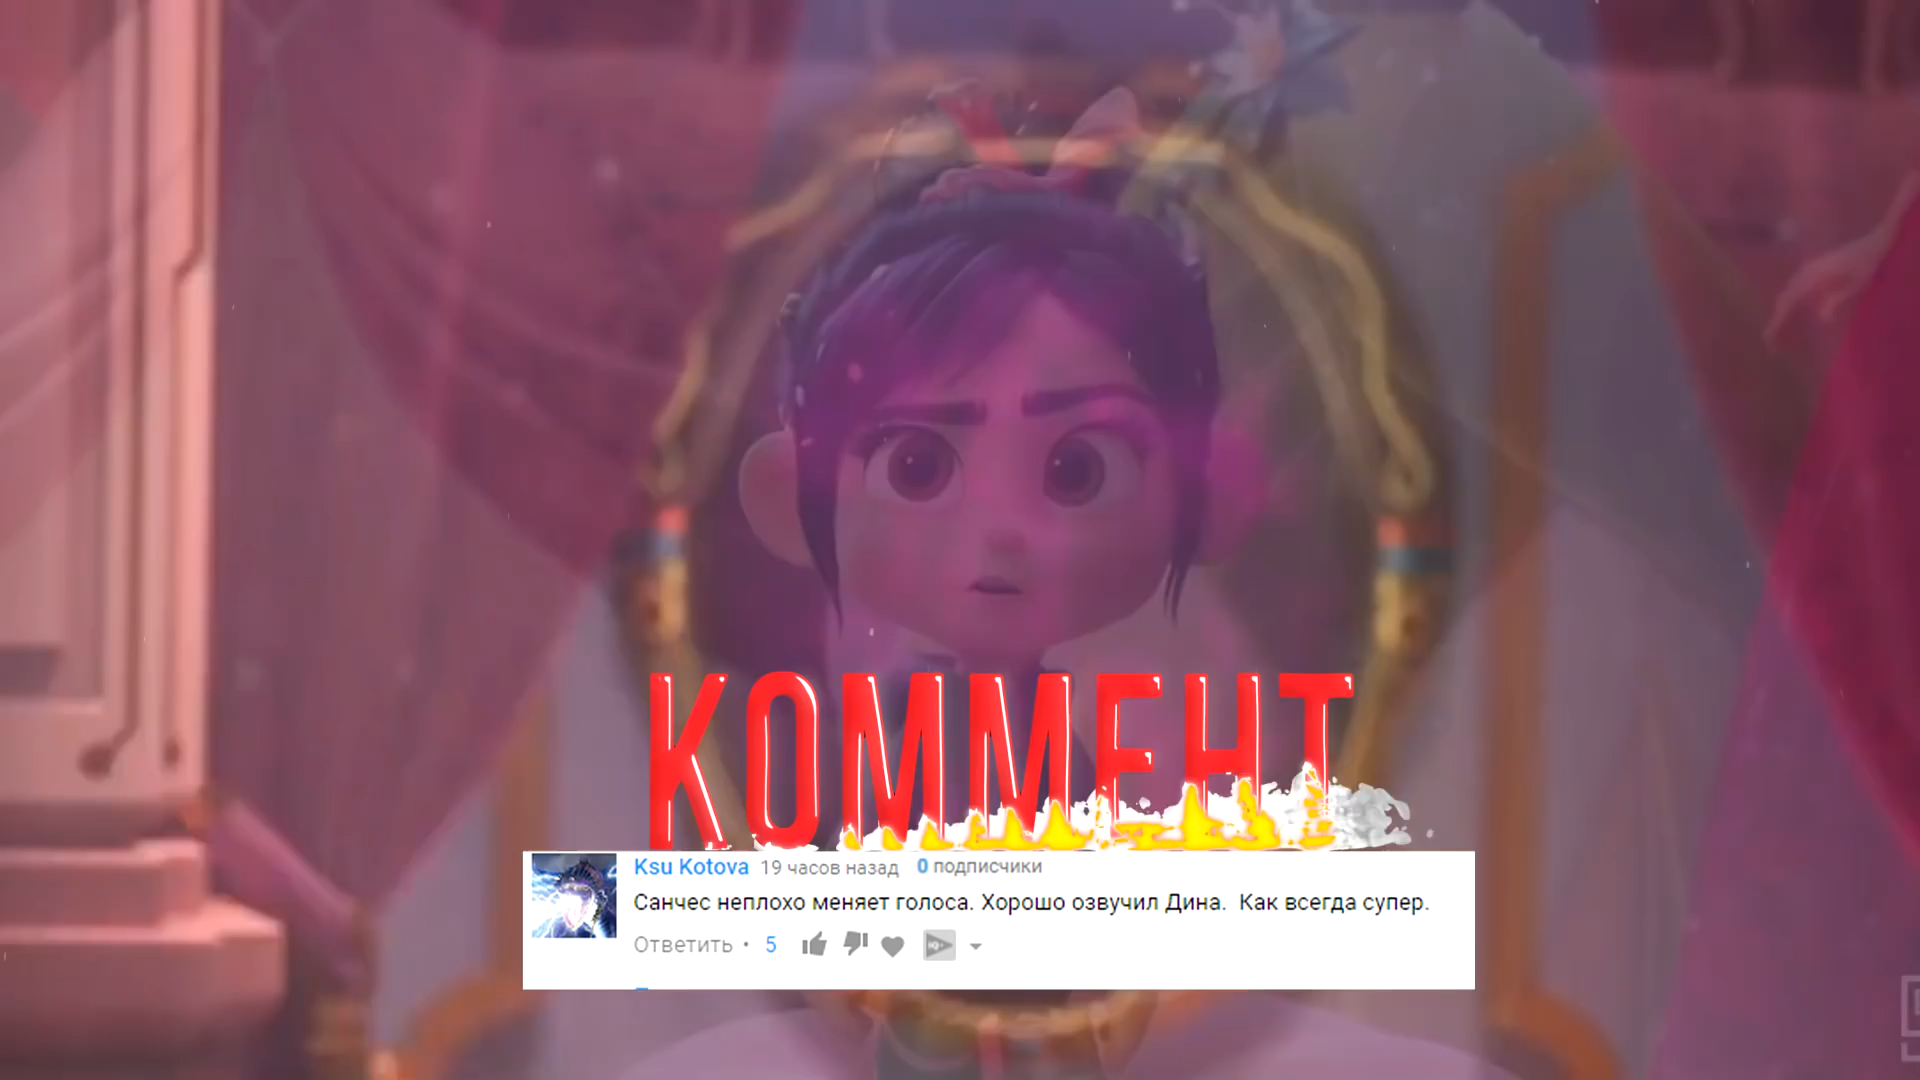 КОММЕНТ
Ksu Kotova 19 часов назад 0 подписчики
Санчес неплохо меняет голоса. Хорошо озвучил Дина. Как всегда супер.
Ответить • 5